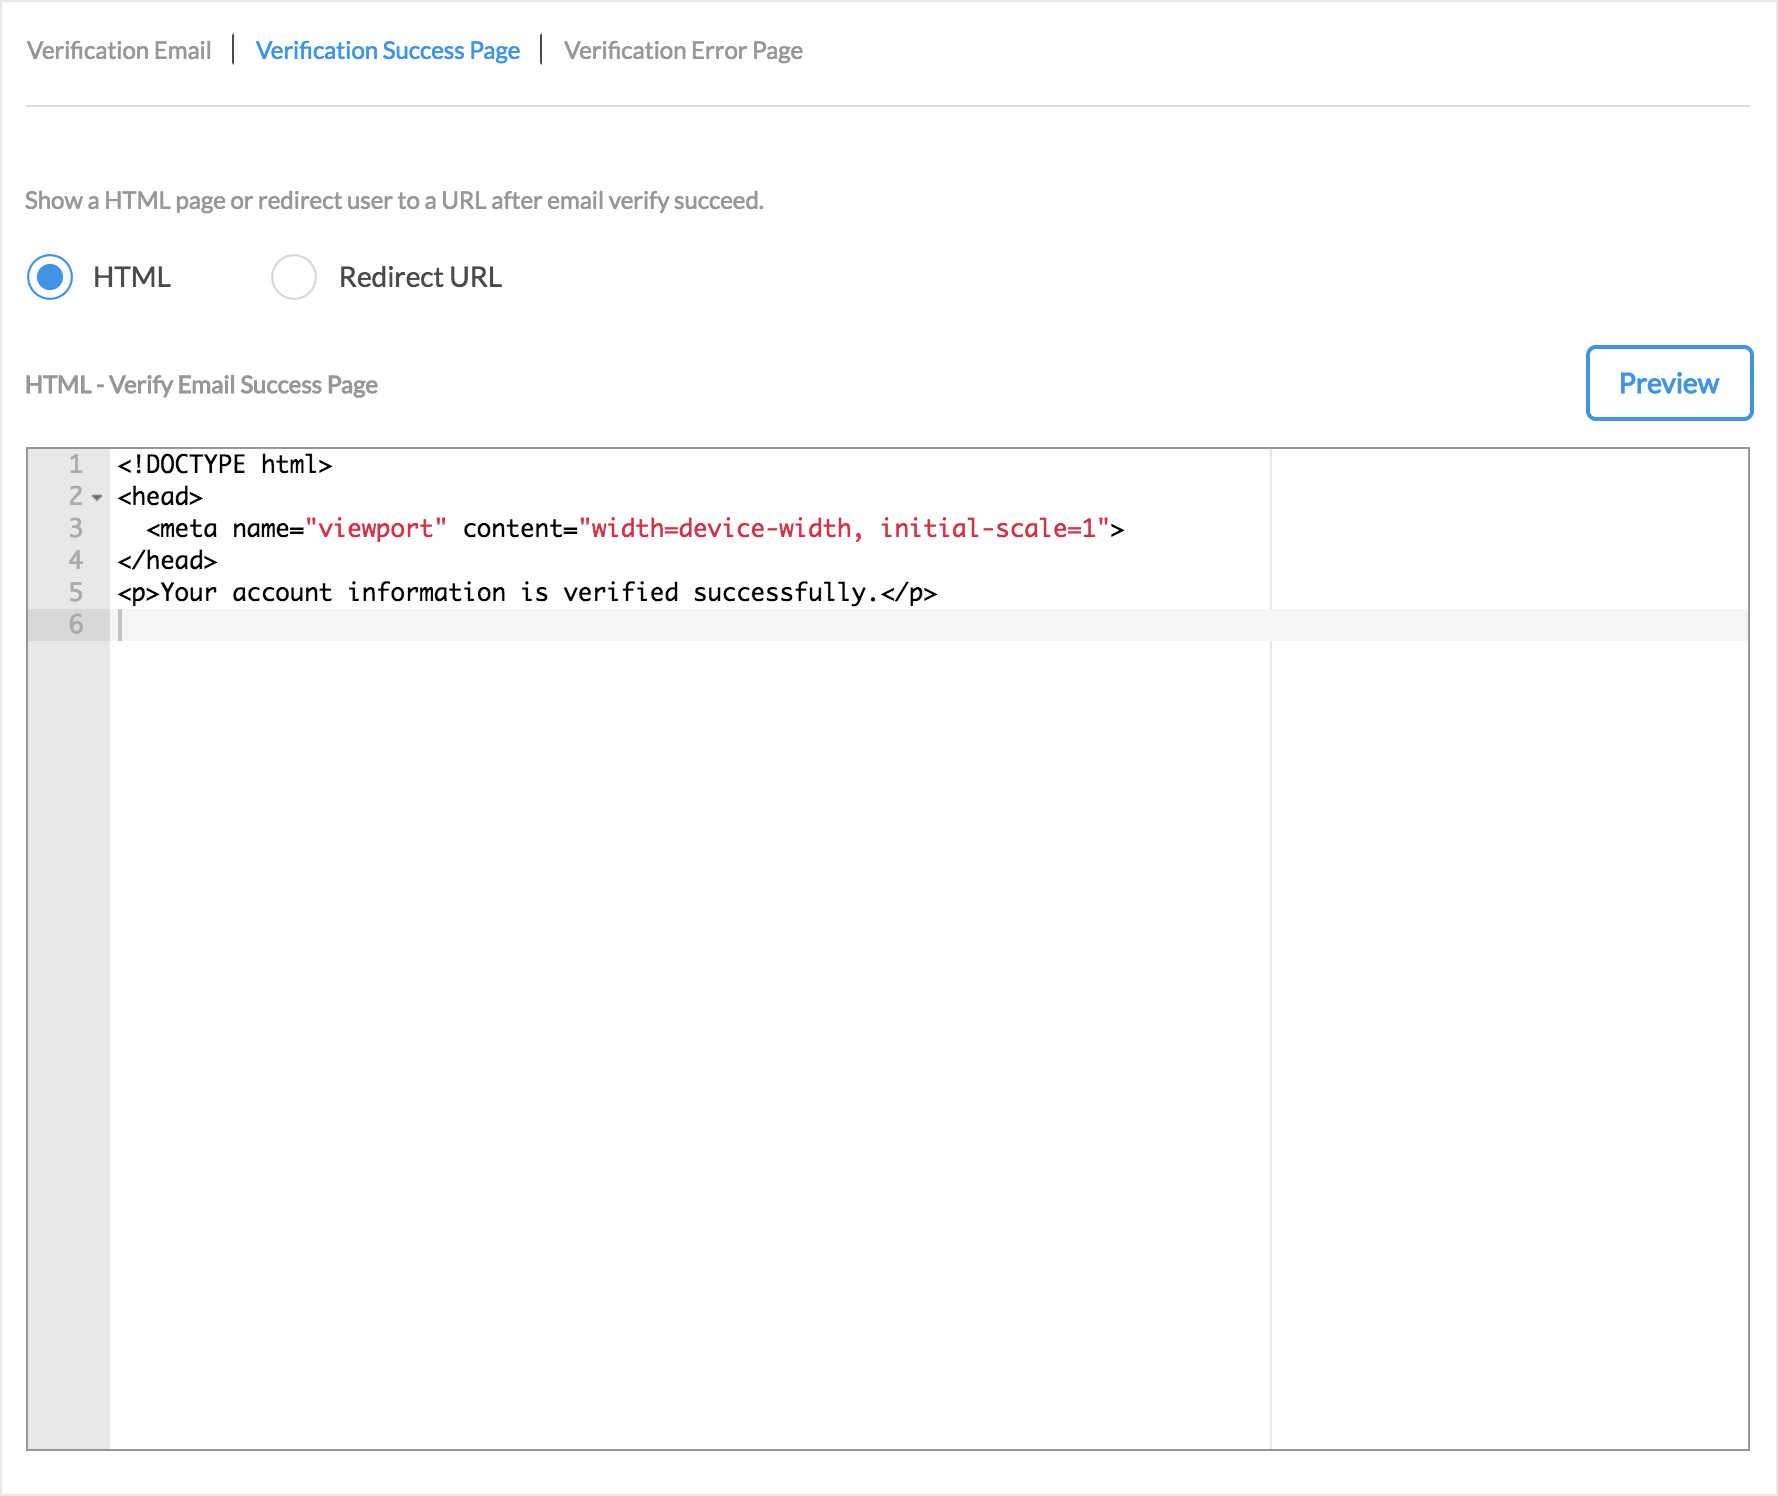 Verification Email | Verification Success Page | Verification Error Page
Show a HTML page or redirect user to a URL after email verify succeed.
HTML Redirect URL
HTML - Verify Email Success Page Preview
1 <!DOCTYPE html>
2 <head>
3   <meta name="viewport" content="width=device-width, initial-scale=1">
4 </head>
5 <p>Your account information is verified successfully.</p>
6